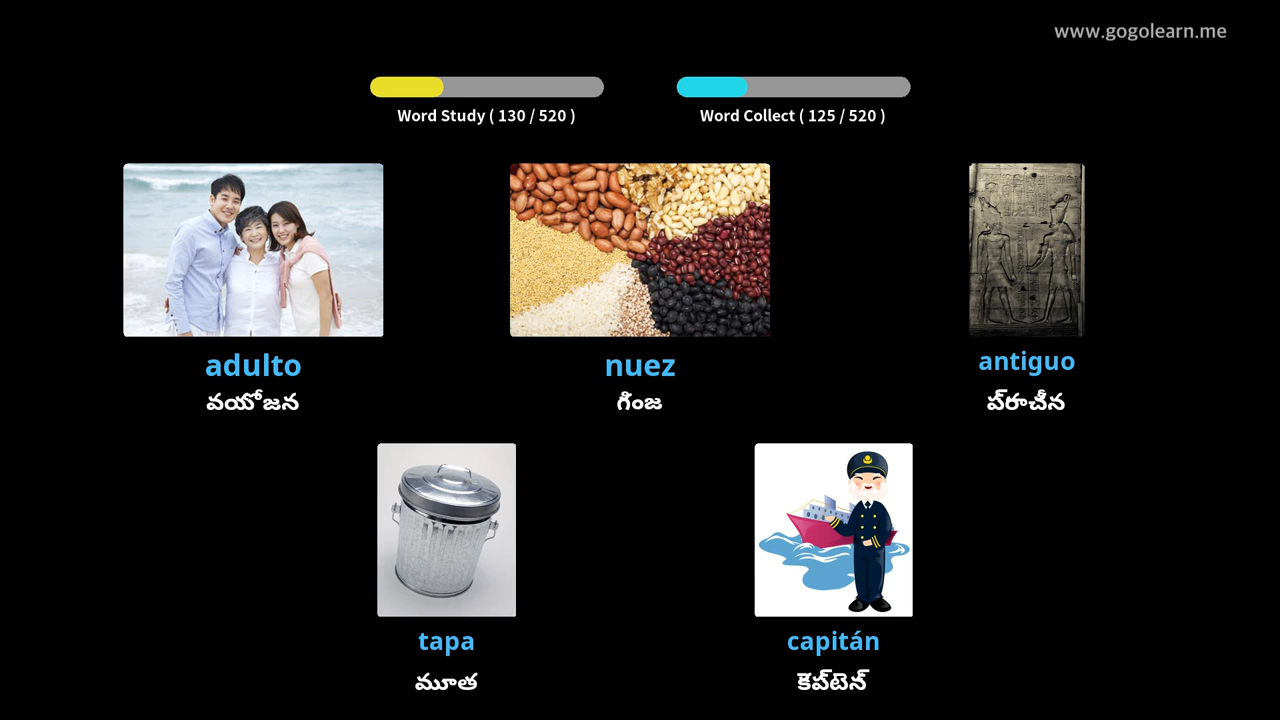 www.gogolearn.me
Word Study ( 130 / 520 )
Word Collect ( 125 / 520 )
adulto
వయోజన
nuez
గింజ
antiguo
ప్రాచీన
tapa
మూత
capitán
కెప్టెన్